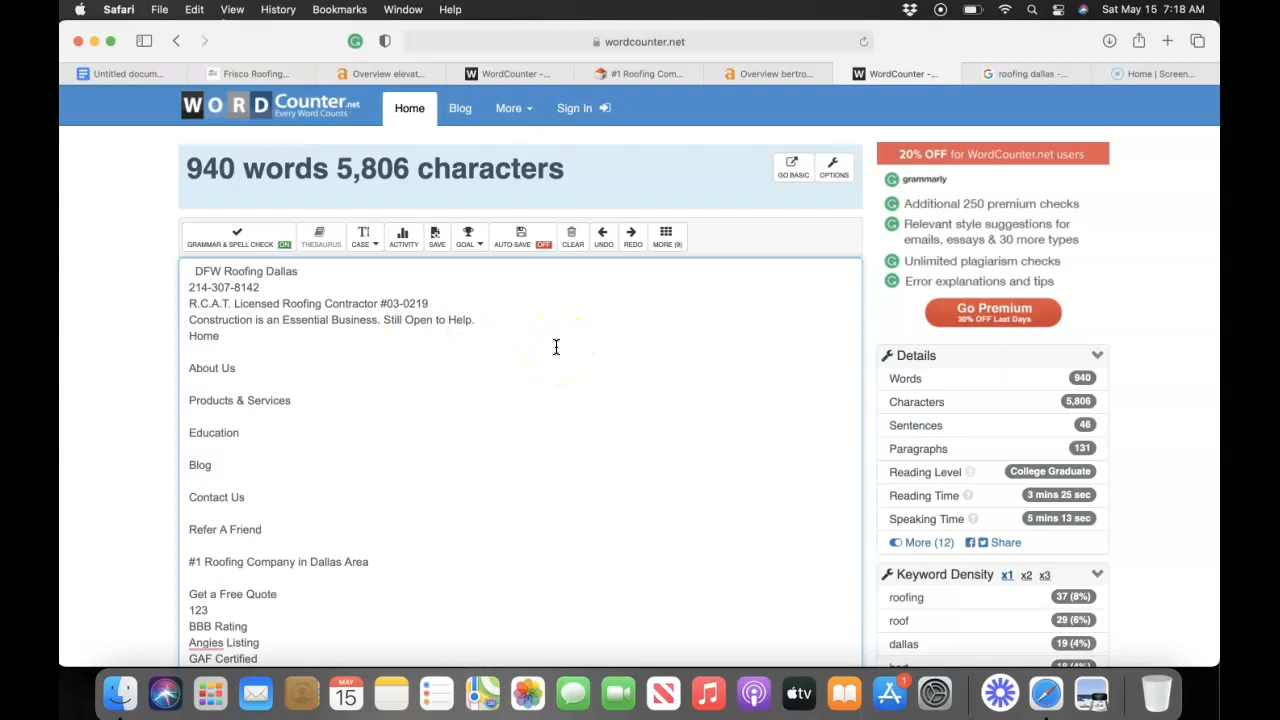 Safari File Edit View History Bookmarks Window Help
Sat May 15 7:18 AM
wordcounter.net
Untitled docum...
Frisco Roofing...
Overview elevat...
WordCounter -...
#1 Roofing Com...
Overview bertro...
WordCounter -...
roofing dallas -...
Home | Screen...
WORD Counter.net
Every Word Counts
Home
Blog
More
Sign In
940 words 5,806 characters
GO BASIC
OPTIONS
GRAMMAR & SPELL CHECK ON
THESAURUS
CASE
ACTIVITY
SAVE
GOAL
AUTO-SAVE OFF
CLEAR
UNDO
REDO
MORE (9)
DFW Roofing Dallas
214-307-8142
R.C.A.T. Licensed Roofing Contractor #03-0219
Construction is an Essential Business. Still Open to Help.
Home
About Us
Products & Services
Education
Blog
Contact Us
Refer A Friend
#1 Roofing Company in Dallas Area
Get a Free Quote
123
BBB Rating
Angies Listing
GAF Certified
20% OFF for WordCounter.net users
grammarly
Additional 250 premium checks
Relevant style suggestions for
emails, essays & 30 more types
Unlimited plagiarism checks
Error explanations and tips
Go Premium
20% OFF Last Days
Details
Words 940
Characters 5,806
Sentences 46
Paragraphs 131
Reading Level College Graduate
Reading Time 3 mins 25 sec
Speaking Time 5 mins 13 sec
More (12) Share
Keyword Density x1 x2 x3
roofing 37 (8%)
roof 29 (6%)
dallas 19 (4%)
MAY
15
tv
1